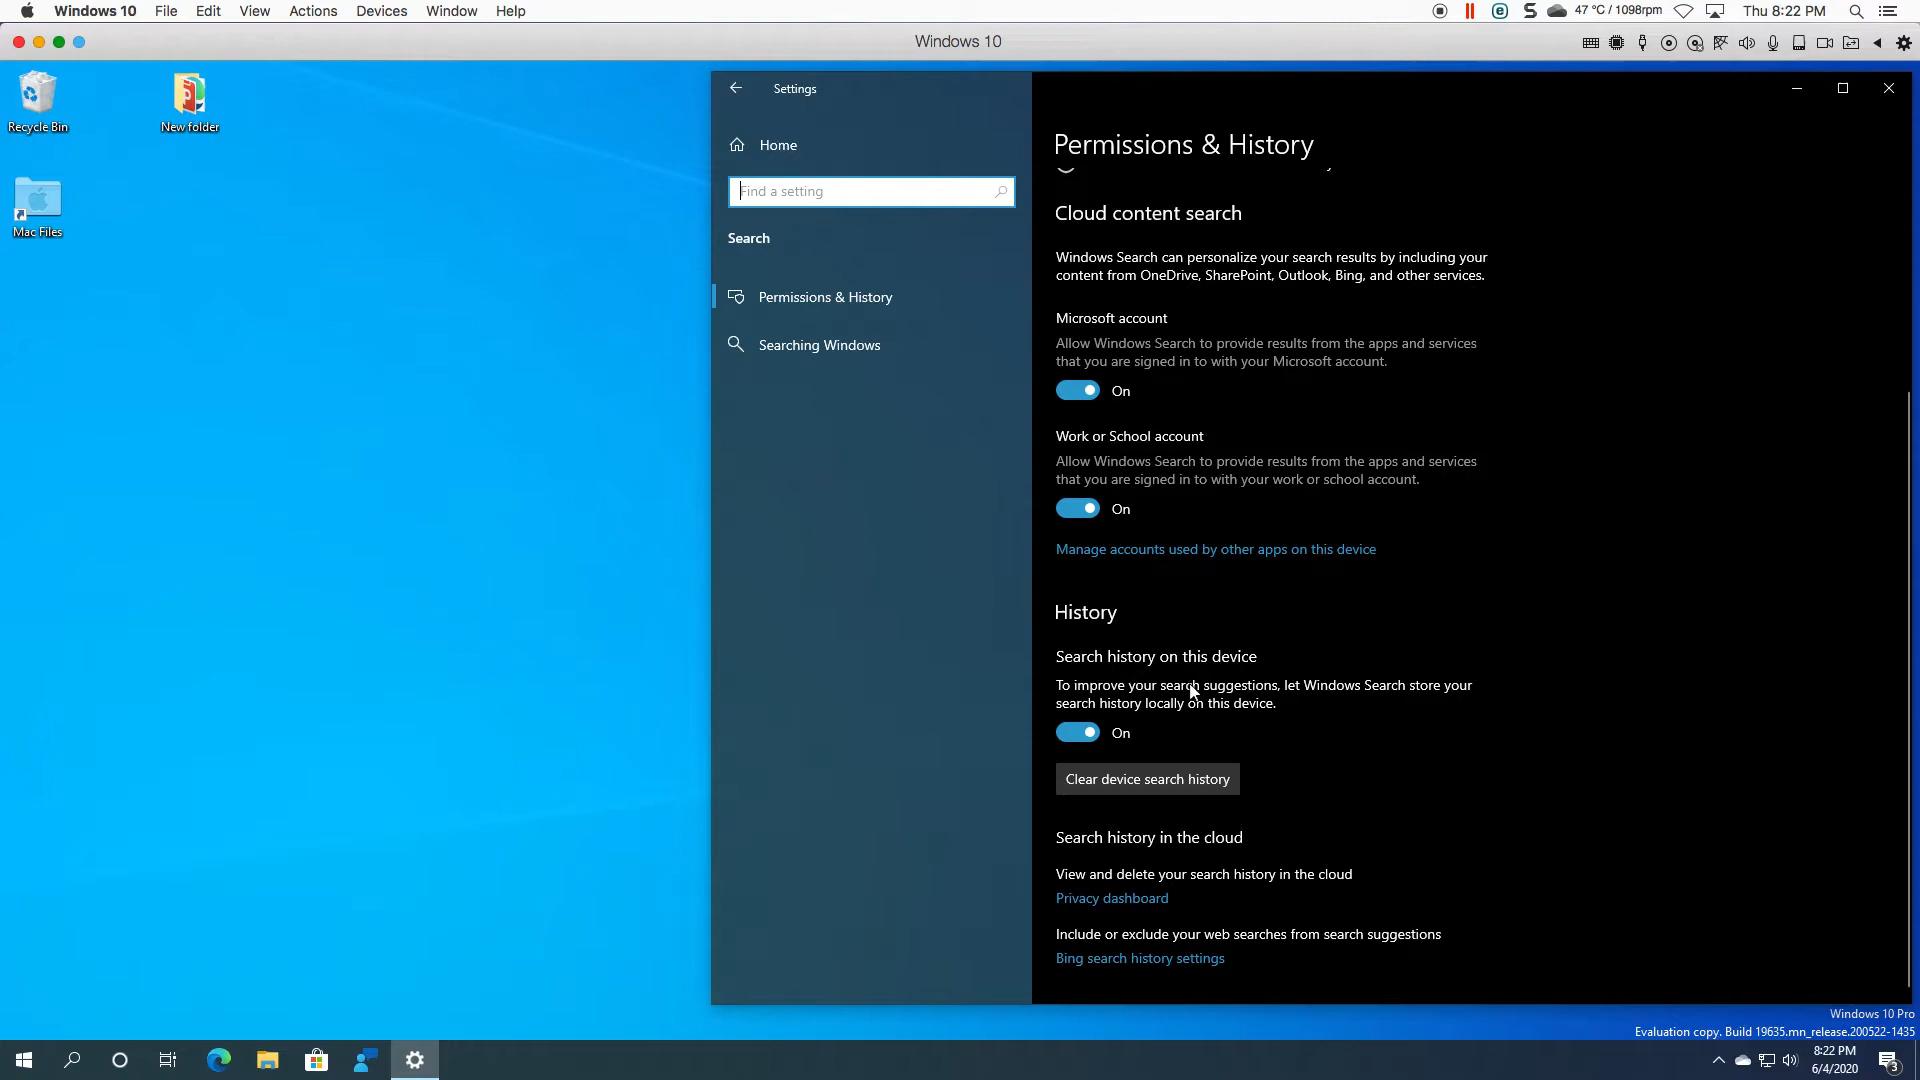 Windows 10 File Edit View Actions Devices Window Help
47 °C / 1098rpm Thu 8:22 PM
Windows 10
Recycle Bin
New folder
Mac Files
Settings
Home
Find a setting
Search
Permissions & History
Searching Windows
Permissions & History
Cloud content search
Windows Search can personalize your search results by including your
content from OneDrive, SharePoint, Outlook, Bing, and other services.
Microsoft account
Allow Windows Search to provide results from the apps and services
that you are signed in to with your Microsoft account.
On
Work or School account
Allow Windows Search to provide results from the apps and services
that you are signed in to with your work or school account.
On
Manage accounts used by other apps on this device
History
Search history on this device
To improve your search suggestions, let Windows Search store your
search history locally on this device.
On
Clear device search history
Search history in the cloud
View and delete your search history in the cloud
Privacy dashboard
Include or exclude your web searches from search suggestions
Bing search history settings
Windows 10 Pro
Evaluation copy. Build 19635.mn_release.200522-1435
8:22 PM
6/4/2020
3